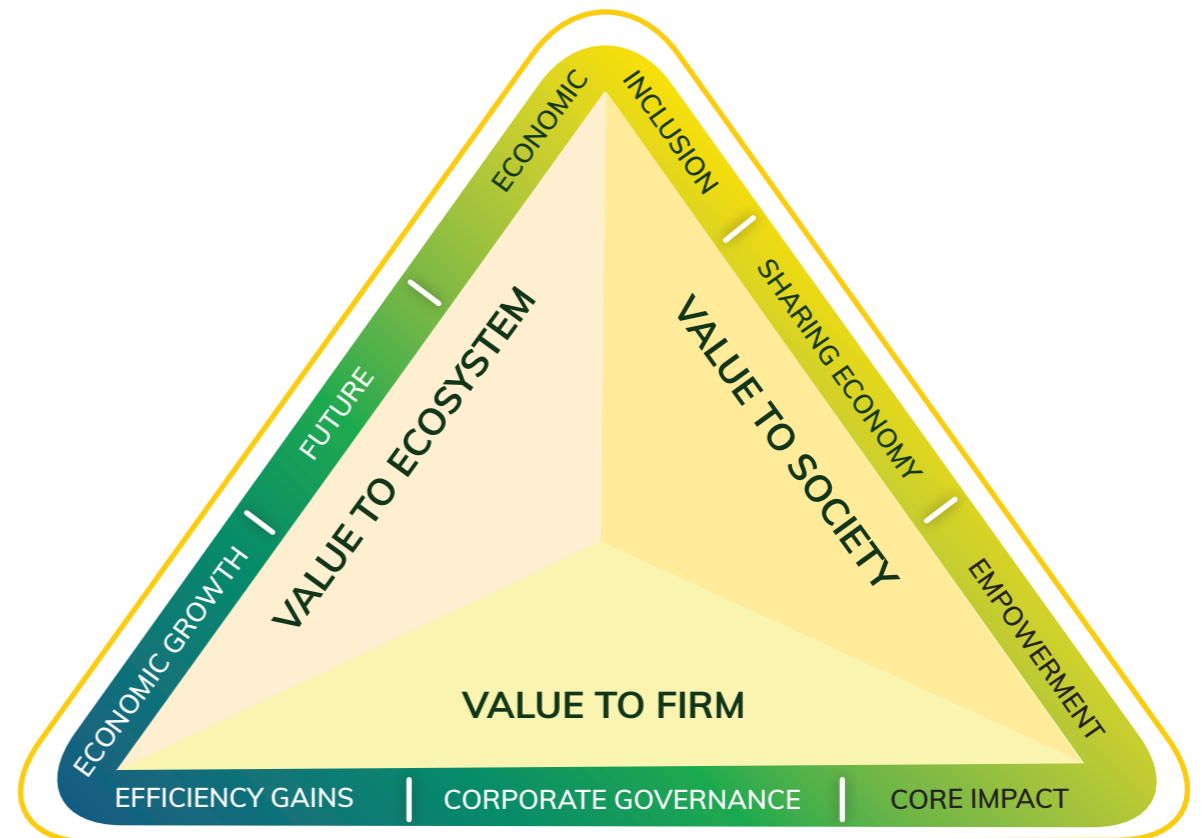 ECONOMIC
FUTURE
ECONOMIC GROWTH
INCLUSION
SHARING ECONOMY
EMPOWERMENT
VALUE TO ECOSYSTEM
VALUE TO SOCIETY
VALUE TO FIRM
EFFICIENCY GAINS
CORPORATE GOVERNANCE
CORE IMPACT